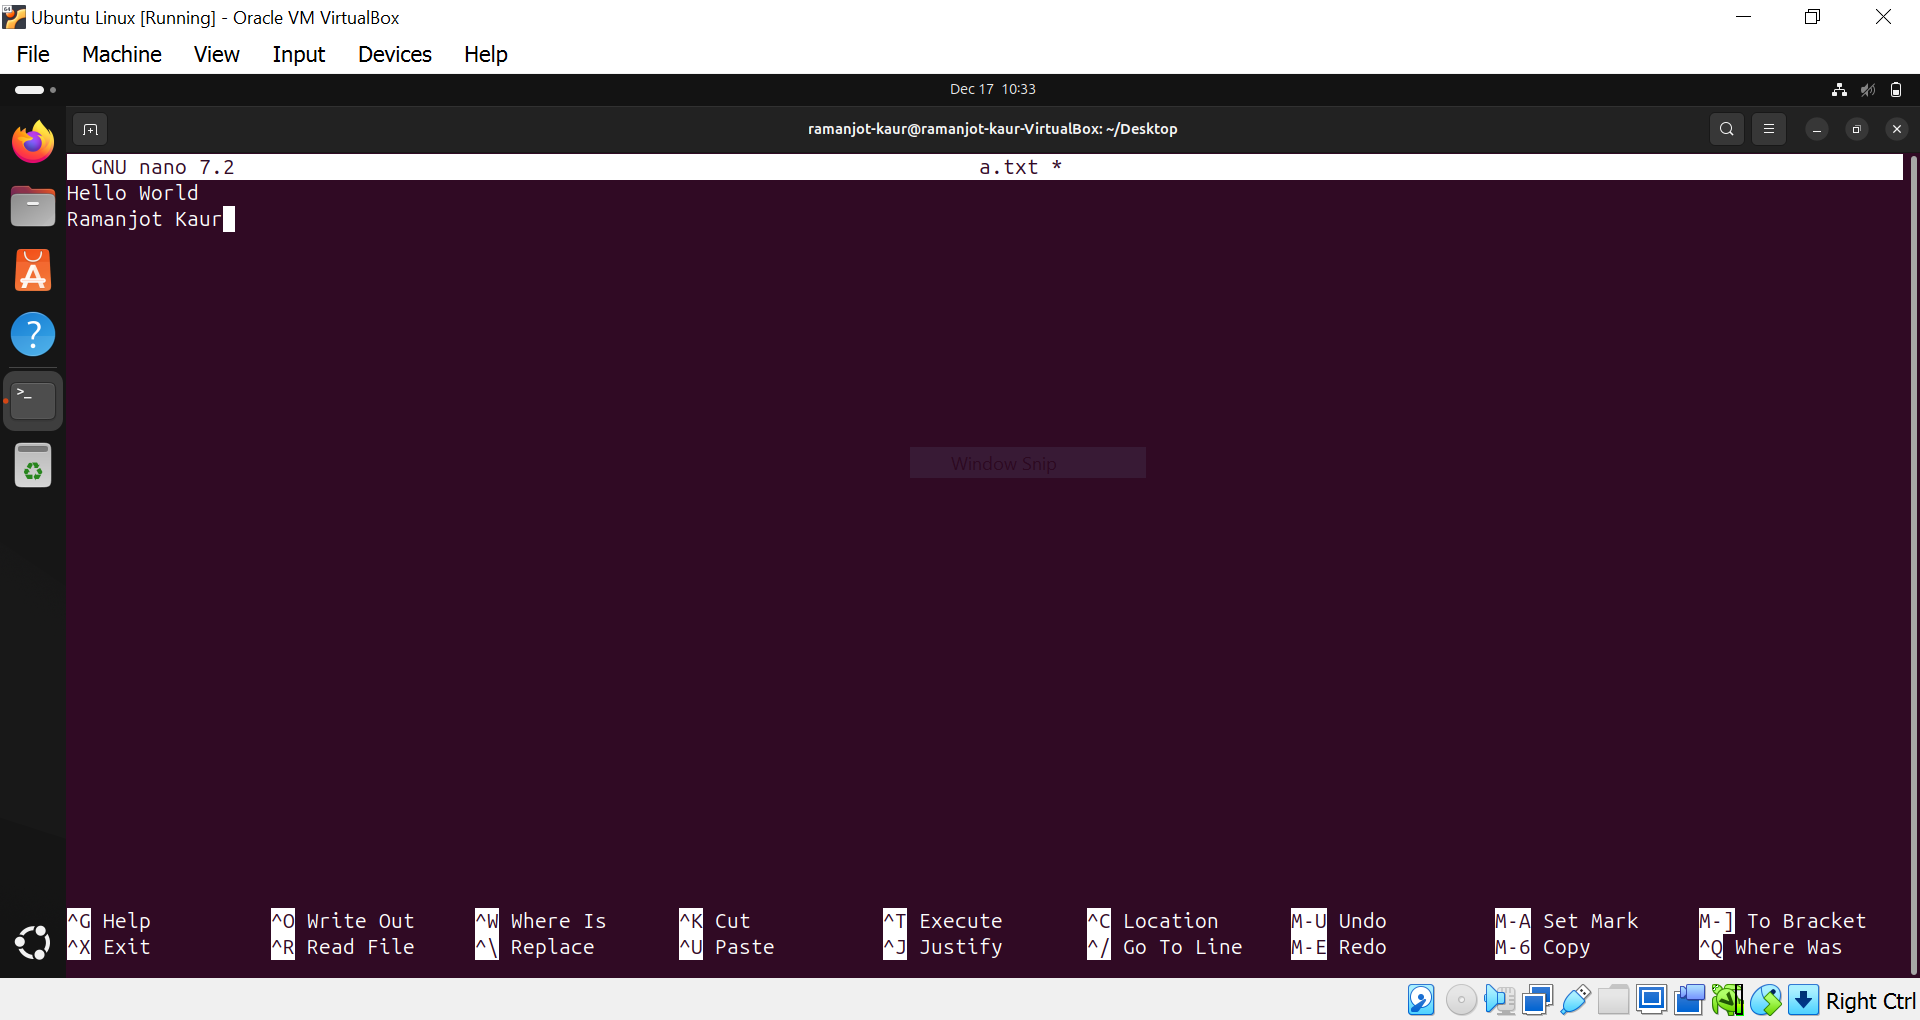 Ubuntu Linux [Running] - Oracle VM VirtualBox
File Machine View Input Devices Help
Dec 17 10:33
ramanjot-kaur@ramanjot-kaur-VirtualBox: ~/Desktop
GNU nano 7.2 a.txt *
Hello World
Ramanjot Kaur
Window Snip
^G Help ^O Write Out ^W Where Is ^K Cut ^T Execute ^C Location M-U Undo M-A Set Mark M-] To Bracket
^X Exit ^R Read File ^\ Replace ^U Paste ^J Justify ^/ Go To Line M-E Redo M-6 Copy ^Q Where Was
Right Ctrl